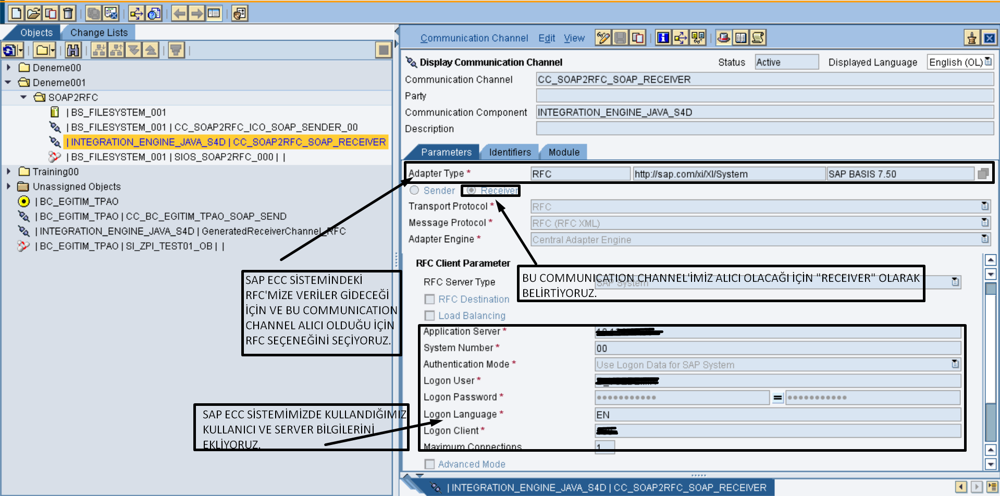 Objects
Change Lists
Deneme00
Deneme001
SOAP2RFC
| BS_FILESYSTEM_001
| BS_FILESYSTEM_001 | CC_SOAP2RFC_ICO_SOAP_SENDER_00
| INTEGRATION_ENGINE_JAVA_S4D | CC_SOAP2RFC_SOAP_RECEIVER
| BS_FILESYSTEM_001 | SIOS_SOAP2RFC_000 | |
Training00
Unassigned Objects
| BC_EGITIM_TPAO
| BC_EGITIM_TPAO | CC_BC_EGITIM_TPAO_SOAP_SEND
| INTEGRATION_ENGINE_JAVA_S4D | GeneratedReceiverChannel_RFC
| BC_EGITIM_TPAO | SI_ZPI_TEST01_OB | |
SAP ECC SİSTEMİNDEKİ
RFC'MİZE VERİLER GİDECEĞİ
İÇİN VE BU COMMUNICATION
CHANNEL ALICI OLDUĞU İÇİN
RFC SEÇENEĞİNİ SEÇİYORUZ.
SAP ECC SİSTEMİMİZDE KULLANDIĞIMIZ
KULLANICI VE SERVER BİLGİLERİNİ
EKLİYORUZ.
Communication Channel Edit View
Display Communication Channel Status Active Displayed Language English (OL)
Communication Channel CC_SOAP2RFC_SOAP_RECEIVER
Party
Communication Component INTEGRATION_ENGINE_JAVA_S4D
Description
Parameters Identifiers Module
Adapter Type * RFC http://sap.com/xi/XI/System SAP BASIS 7.50
Sender Receiver
Transport Protocol * RFC
Message Protocol * RFC (RFC XML)
Adapter Engine * Central Adapter Engine
RFC Client Parameter
BU COMMUNICATION CHANNEL'İMİZ ALICI OLACAĞI İÇİN "RECEIVER" OLARAK
BELİRTİYORUZ.
RFC Server Type SAP System
RFC Destination
Load Balancing
Application Server *
System Number * 00
Authentication Mode * Use Logon Data for SAP System
Logon User *
Logon Password *
Logon Language * EN
Logon Client *
Maximum Connections 1
Advanced Mode
| INTEGRATION_ENGINE_JAVA_S4D | CC_SOAP2RFC_SOAP_RECEIVER